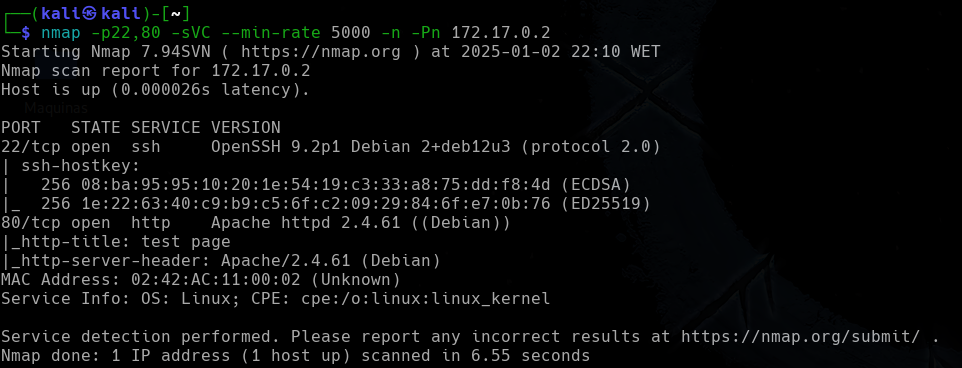 ┌──(kali㉿kali)-[~]
└─$ nmap -p22,80 -sVC --min-rate 5000 -n -Pn 172.17.0.2
Starting Nmap 7.94SVN ( https://nmap.org ) at 2025-01-02 22:10 WET
Nmap scan report for 172.17.0.2
Host is up (0.000026s latency).
Maquinas
PORT   STATE SERVICE VERSION
22/tcp open  ssh     OpenSSH 9.2p1 Debian 2+deb12u3 (protocol 2.0)
| ssh-hostkey:
|   256 08:ba:95:95:10:20:1e:54:19:c3:33:a8:75:dd:f8:4d (ECDSA)
|_  256 1e:22:63:40:c9:b9:c5:6f:c2:09:29:84:6f:e7:0b:76 (ED25519)
80/tcp open  http    Apache httpd 2.4.61 ((Debian))
|_http-title: test page
|_http-server-header: Apache/2.4.61 (Debian)
MAC Address: 02:42:AC:11:00:02 (Unknown)
Service Info: OS: Linux; CPE: cpe:/o:linux:linux_kernel

Service detection performed. Please report any incorrect results at https://nmap.org/submit/ .
Nmap done: 1 IP address (1 host up) scanned in 6.55 seconds